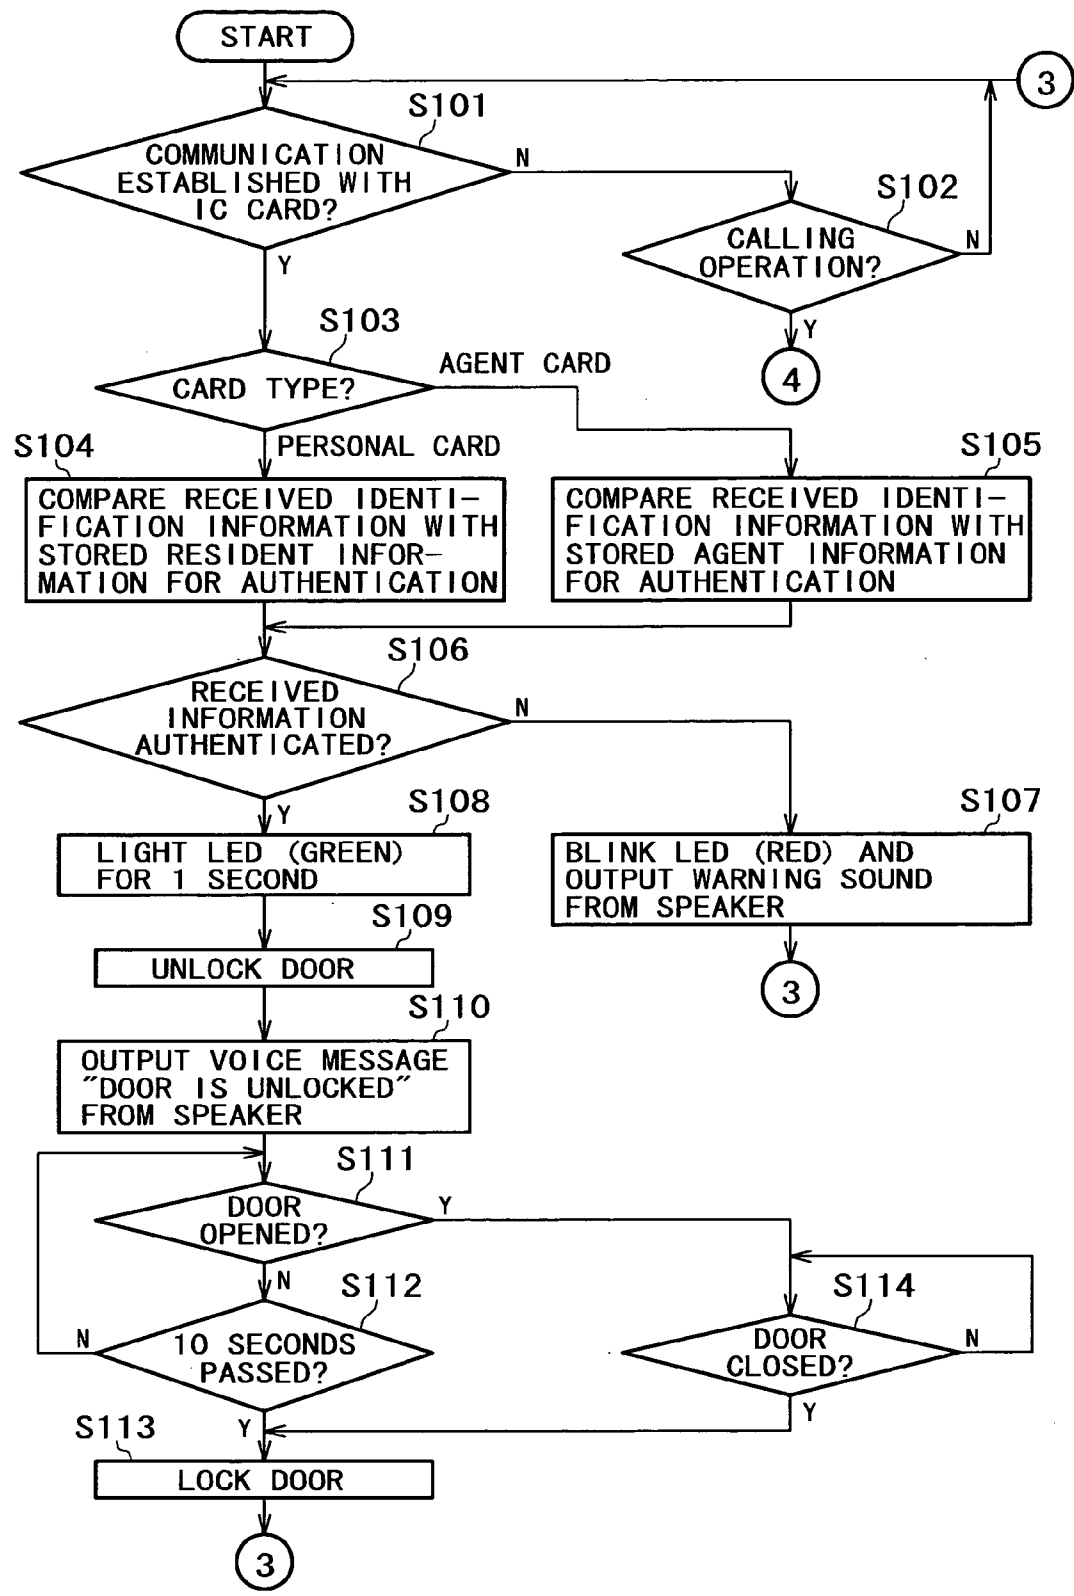 START
3
S101
COMMUNICATION
ESTABLISHED WITH
IC CARD?
N
Y
S102
CALLING
OPERATION?
N
Y
4
S103
CARD TYPE?
AGENT CARD
PERSONAL CARD
S104
COMPARE RECEIVED IDENTI-
FICATION INFORMATION WITH
STORED RESIDENT INFOR-
MATION FOR AUTHENTICATION
S105
COMPARE RECEIVED IDENTI-
FICATION INFORMATION WITH
STORED AGENT INFORMATION
FOR AUTHENTICATION
S106
RECEIVED
INFORMATION
AUTHENTICATED?
N
Y
S108
LIGHT LED (GREEN)
FOR 1 SECOND
S107
BLINK LED (RED) AND
OUTPUT WARNING SOUND
FROM SPEAKER
3
S109
UNLOCK DOOR
S110
OUTPUT VOICE MESSAGE
"DOOR IS UNLOCKED"
FROM SPEAKER
S111
DOOR
OPENED?
Y
N
S112
10 SECONDS
PASSED?
N
Y
S114
DOOR
CLOSED?
N
Y
S113
LOCK DOOR
3